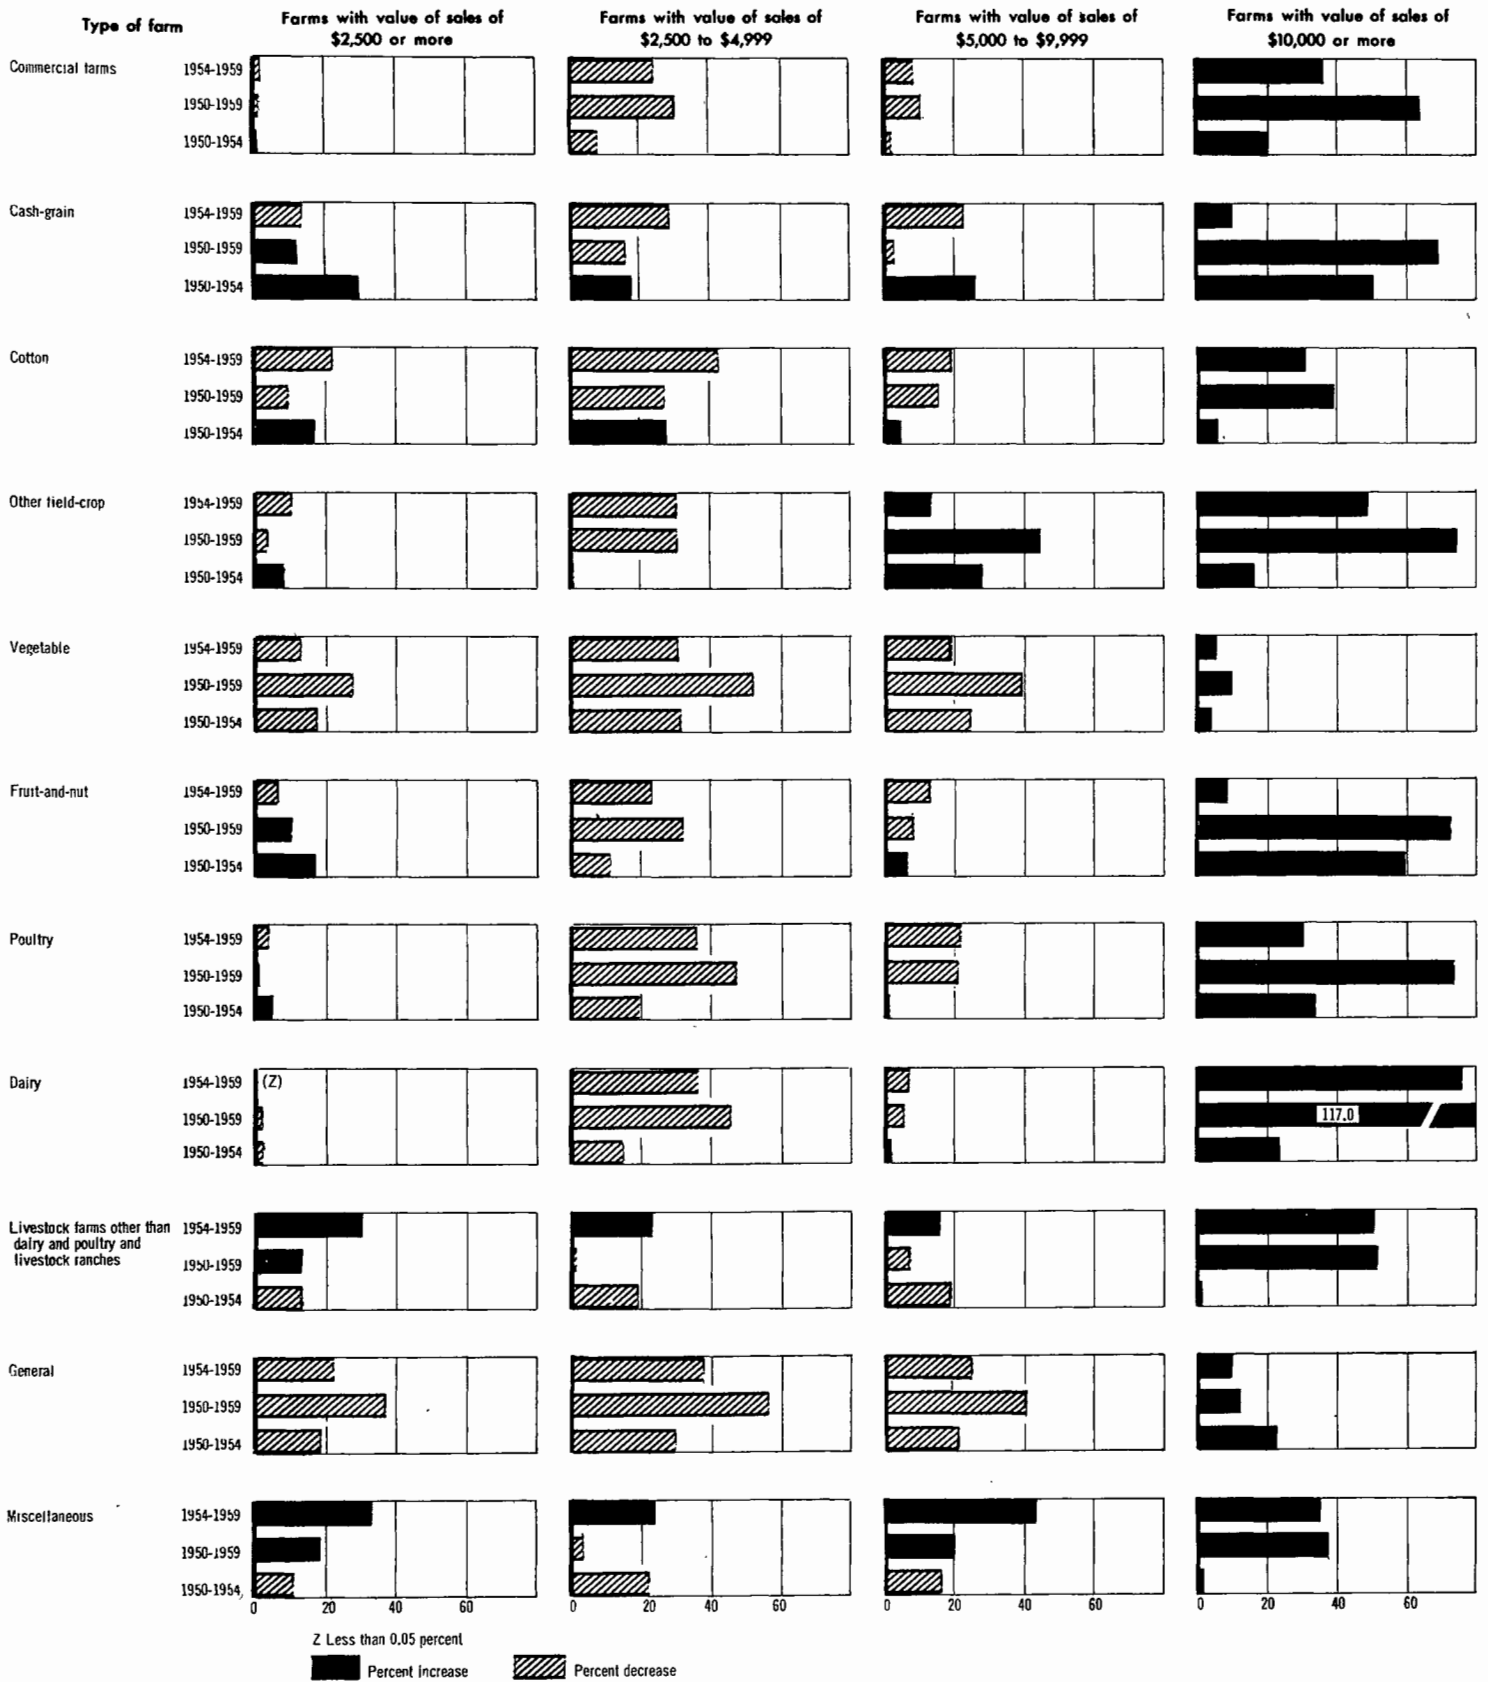 Type of farm
Farms with value of sales of
$2,500 or more
Farms with value of sales of
$2,500 to $4,999
Farms with value of sales of
$5,000 to $9,999
Farms with value of sales of
$10,000 or more
Commercial farms
1954-1959
1950-1959
1950-1954
Cash-grain
1954-1959
1950-1959
1950-1954
Cotton
1954-1959
1950-1959
1950-1954
Other field-crop
1954-1959
1950-1959
1950-1954
Vegetable
1954-1959
1950-1959
1950-1954
Fruit-and-nut
1954-1959
1950-1959
1950-1954
Poultry
1954-1959
1950-1959
1950-1954
Dairy
1954-1959 (Z)
1950-1959 117.0
1950-1954
Livestock farms other than
dairy and poultry and
livestock ranches
1954-1959
1950-1959
1950-1954
General
1954-1959
1950-1959
1950-1954
Miscellaneous
1954-1959
1950-1959
1950-1954
0 20 40 60 0 20 40 60 0 20 40 60 0 20 40 60
Z Less than 0.05 percent
Percent increase Percent decrease